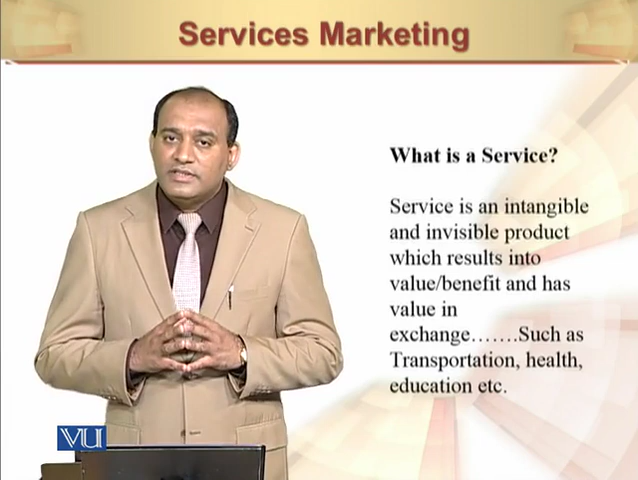 Services Marketing
What is a Service?
Service is an intangible
and invisible product
which results into
value/benefit and has
value in
exchange…….Such as
Transportation, health,
education etc.
VU